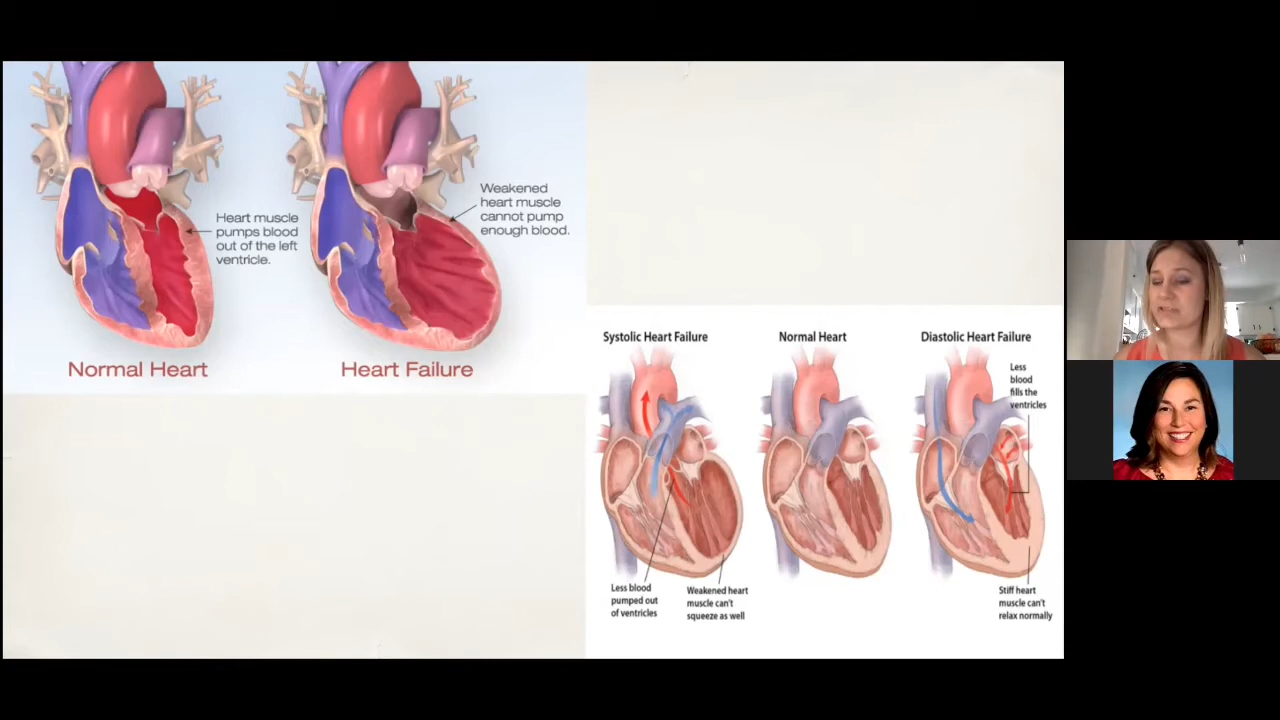 Heart muscle
pumps blood
out of the left
ventricle.
Weakened
heart muscle
cannot pump
enough blood.
Normal Heart
Heart Failure
Systolic Heart Failure
Normal Heart
Diastolic Heart Failure
Less
blood
fills the
ventricles
Less blood
pumped out
of ventricles
Weakened heart
muscle can't
squeeze as well
Stiff heart
muscle can't
relax normally